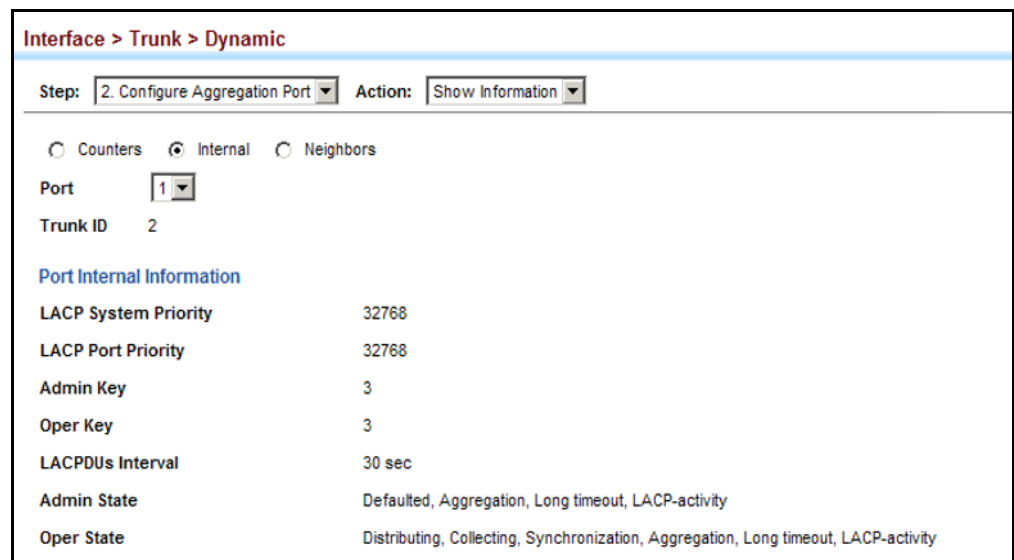 Interface > Trunk > Dynamic
Step: 2. Configure Aggregation Port Action: Show Information
Counters Internal Neighbors
Port 1
Trunk ID 2
Port Internal Information
LACP System Priority 32768
LACP Port Priority 32768
Admin Key 3
Oper Key 3
LACPDUs Interval 30 sec
Admin State Defaulted, Aggregation, Long timeout, LACP-activity
Oper State Distributing, Collecting, Synchronization, Aggregation, Long timeout, LACP-activity